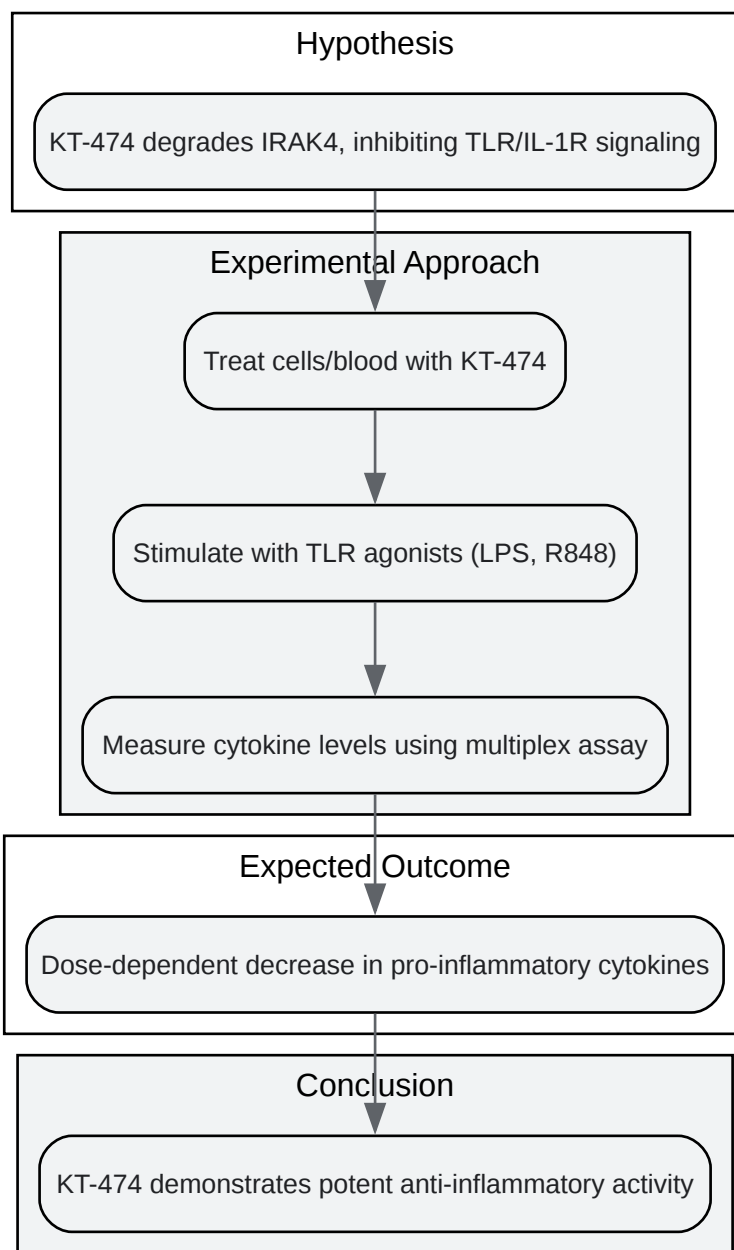 Hypothesis
KT-474 degrades IRAK4, inhibiting TLR/IL-1R signaling
Experimental Approach
Treat cells/blood with KT-474
Stimulate with TLR agonists (LPS, R848)
Measure cytokine levels using multiplex assay
Expected Outcome
Dose-dependent decrease in pro-inflammatory cytokines
Conclusion
KT-474 demonstrates potent anti-inflammatory activity